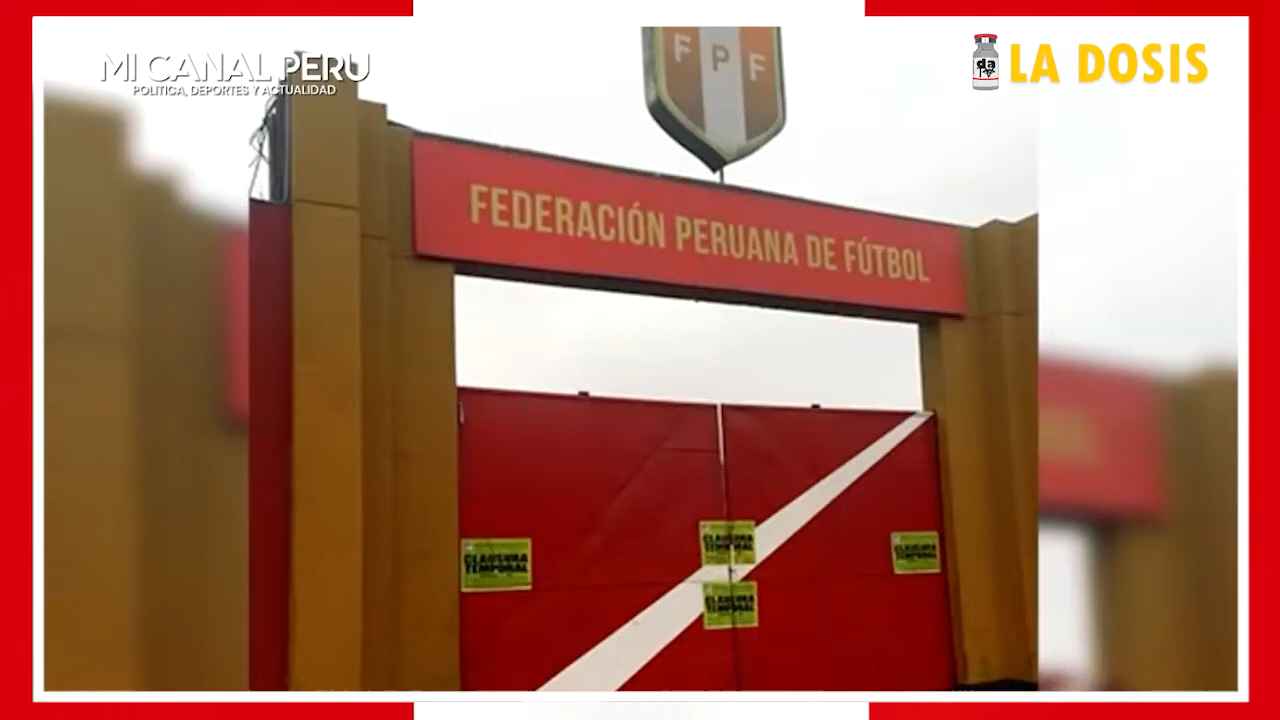 MI CANAL PERU
POLITICA, DEPORTES Y ACTUALIDAD
LA DOSIS
FPF
FEDERACIÓN PERUANA DE FÚTBOL
CLAUSURA
TEMPORAL
CLAUSURA
TEMPORAL
CLAUSURA
TEMPORAL
CLAUSURA
TEMPORAL